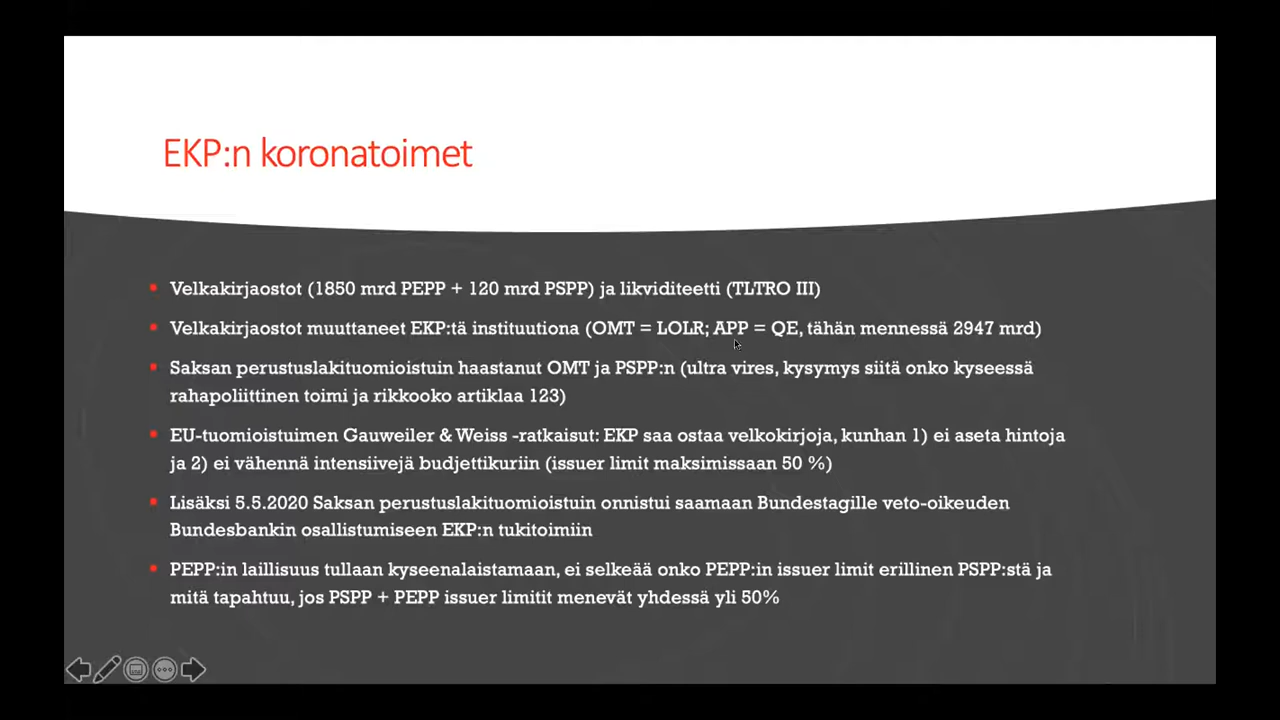 EKP:n koronatoimet
Velkakirjaostot (1850 mrd PEPP + 120 mrd PSPP) ja likviditeetti (TLTRO III)
Velkakirjaostot muuttaneet EKP:tä instituutiona (OMT = LOLR; APP = QE, tähän mennessä 2947 mrd)
Saksan perustuslakituomioistuin haastanut OMT ja PSPP:n (ultra vires, kysymys siitä onko kyseessä
rahapoliittinen toimi ja rikkooko artiklaa 123)
EU-tuomioistuimen Gauweiler & Weiss -ratkaisut: EKP saa ostaa velkokirjoja, kunhan 1) ei aseta hintoja
ja 2) ei vähennä intensiivejä budjettikuriin (issuer limit maksimissaan 50 %)
Lisäksi 5.5.2020 Saksan perustuslakituomioistuin onnistui saamaan Bundestagille veto-oikeuden
Bundesbankin osallistumiseen EKP:n tukitoimiin
PEPP:in laillisuus tullaan kyseenalaistamaan, ei selkeää onko PEPP:in issuer limit erillinen PSPP:stä ja
mitä tapahtuu, jos PSPP + PEPP issuer limitit menevät yhdessä yli 50%